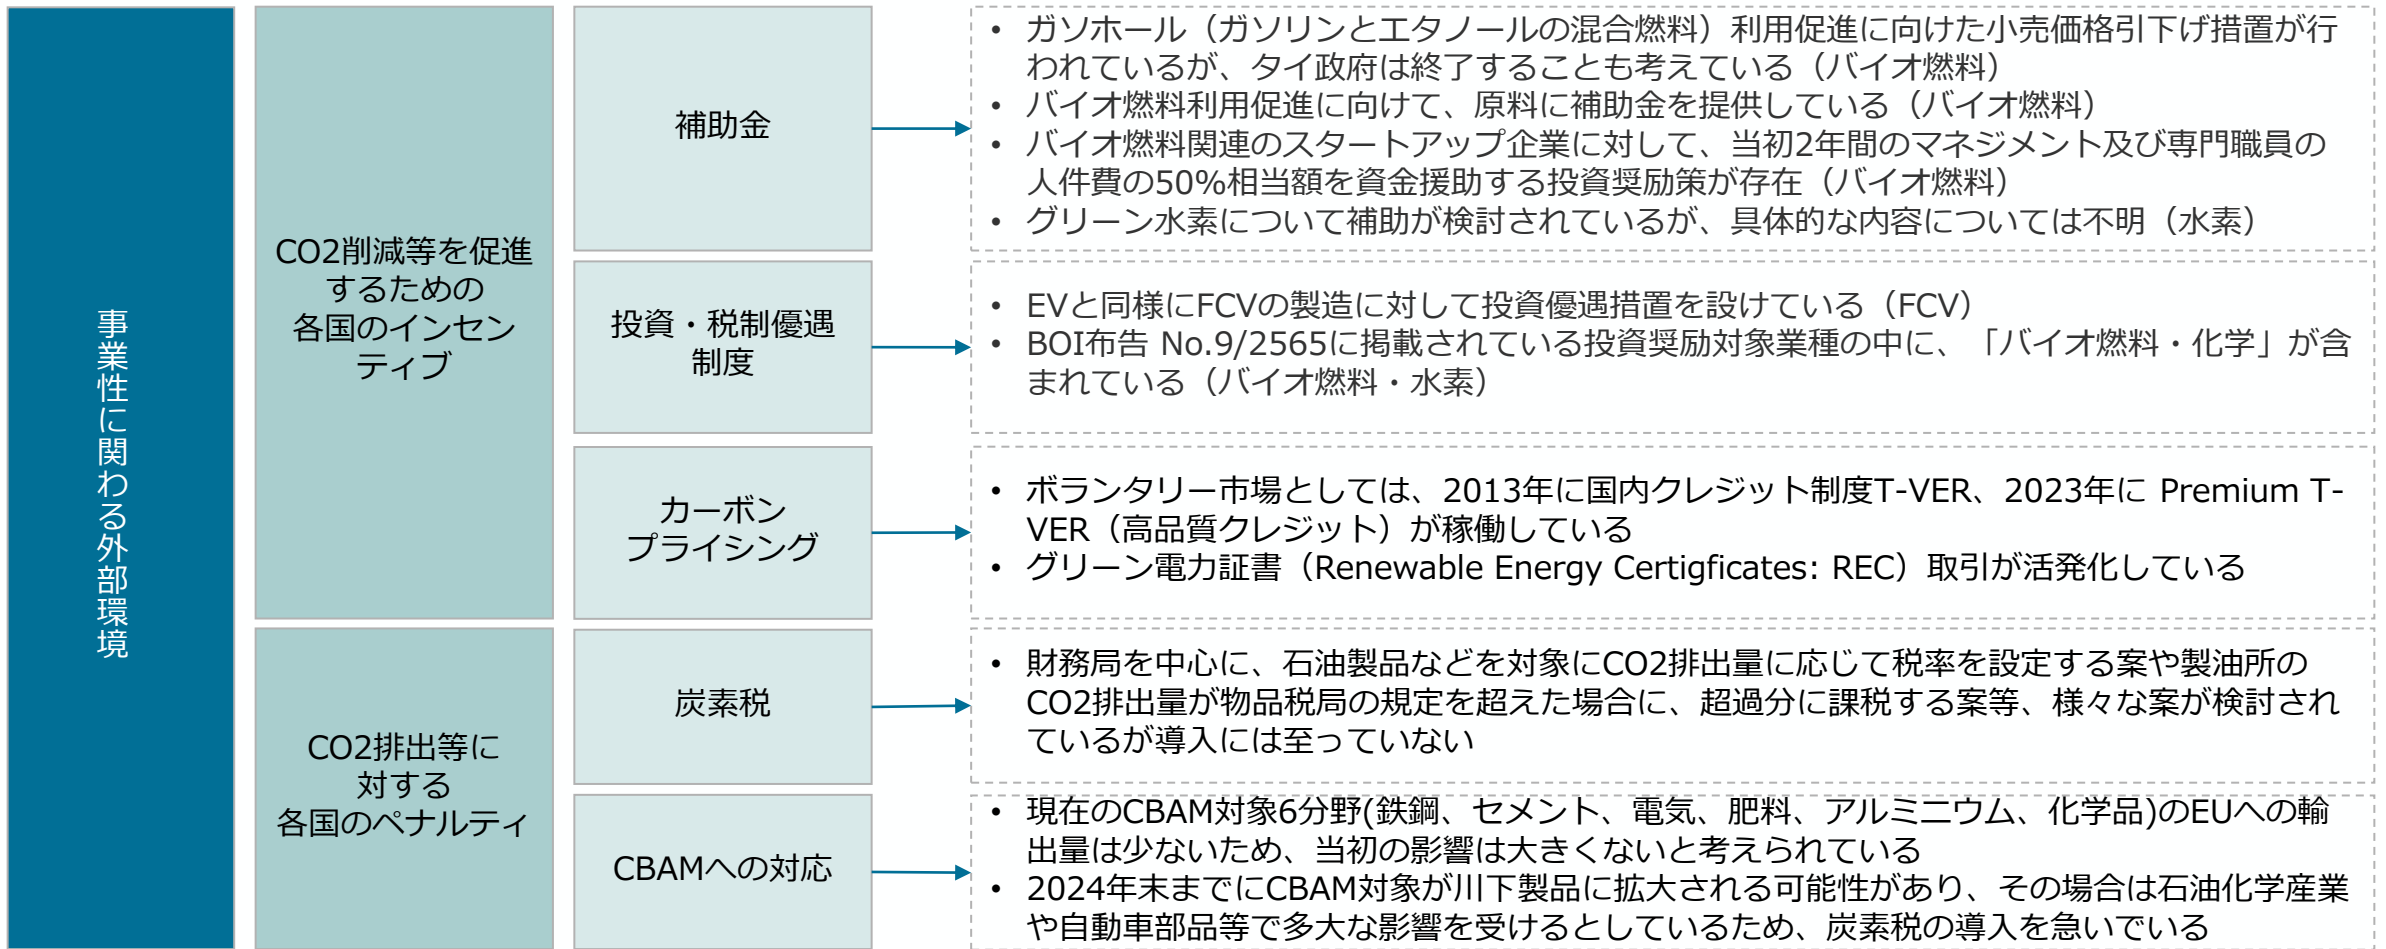 事業性に関わる外部環境
CO2削減等を促進
するための
各国のインセン
ティブ
補助金
• ガソホール（ガソリンとエタノールの混合燃料）利用促進に向けた小売価格引下げ措置が行
われているが、タイ政府は終了することも考えている（バイオ燃料）
• バイオ燃料利用促進に向けて、原料に補助金を提供している（バイオ燃料）
• バイオ燃料関連のスタートアップ企業に対して、当初2年間のマネジメント及び専門職員の
人件費の50%相当額を資金援助する投資奨励策が存在（バイオ燃料）
• グリーン水素について補助が検討されているが、具体的な内容については不明（水素）
投資・税制優遇
制度
• EVと同様にFCVの製造に対して投資優遇措置を設けている（FCV）
• BOI布告 No.9/2565に掲載されている投資奨励対象業種の中に、「バイオ燃料・化学」が含
まれている（バイオ燃料・水素）
カーボン
プライシング
• ボランタリー市場としては、2013年に国内クレジット制度T-VER、2023年に Premium T-
VER（高品質クレジット）が稼働している
• グリーン電力証書（Renewable Energy Certigficates: REC）取引が活発化している
CO2排出等に
対する
各国のペナルティ
炭素税
• 財務局を中心に、石油製品などを対象にCO2排出量に応じて税率を設定する案や製油所の
CO2排出量が物品税局の規定を超えた場合に、超過分に課税する案等、様々な案が検討され
ているが導入には至っていない
CBAMへの対応
• 現在のCBAM対象6分野(鉄鋼、セメント、電気、肥料、アルミニウム、化学品)のEUへの輸
出量は少ないため、当初の影響は大きくないと考えられている
• 2024年末までにCBAM対象が川下製品に拡大される可能性があり、その場合は石油化学産業
や自動車部品等で多大な影響を受けるとしているため、炭素税の導入を急いでいる